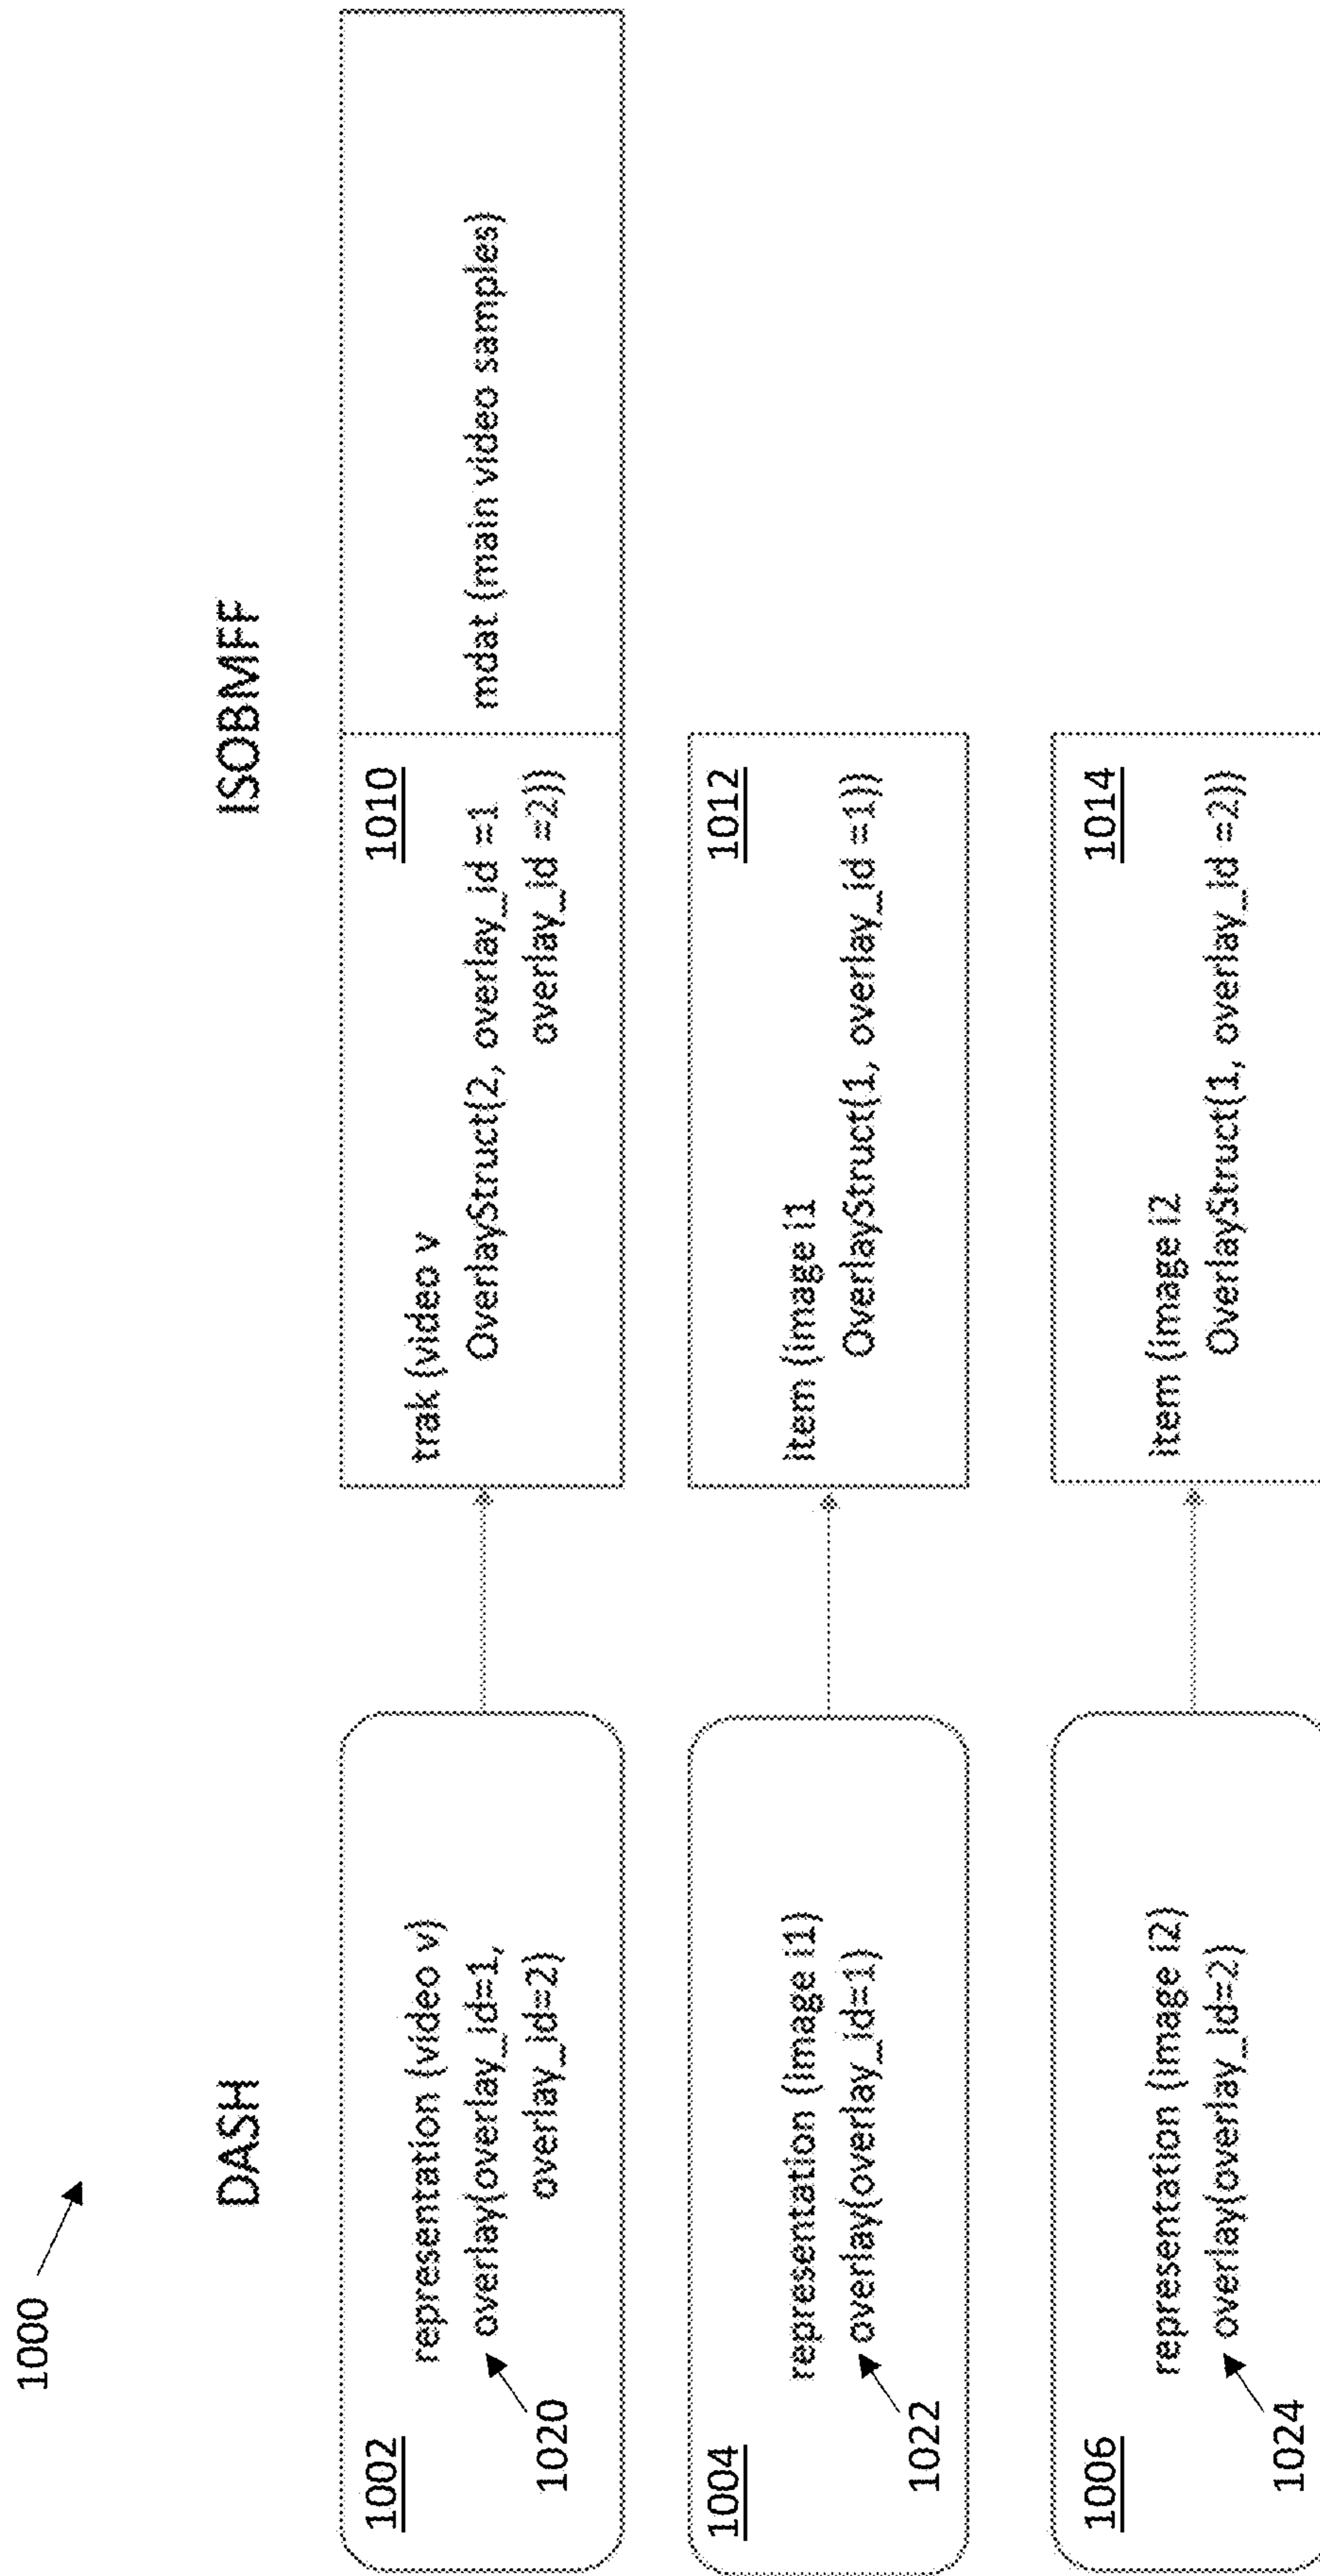 1000
DASH
ISOBMFF
1002
representation (video v)
overlay(overlay_id=1,
overlay_id=2)
1020
1010
trak (video v
OverlayStruct(2, overlay_id =1
overlay_id =2))
mdat (main video samples)
1004
representation (image i1)
overlay(overlay_id=1)
1022
1012
item (image i1
OverlayStruct(1, overlay_id =1))
1006
representation (image i2)
overlay(overlay_id=2)
1024
1014
item (image i2
OverlayStruct(1, overlay_id =2))